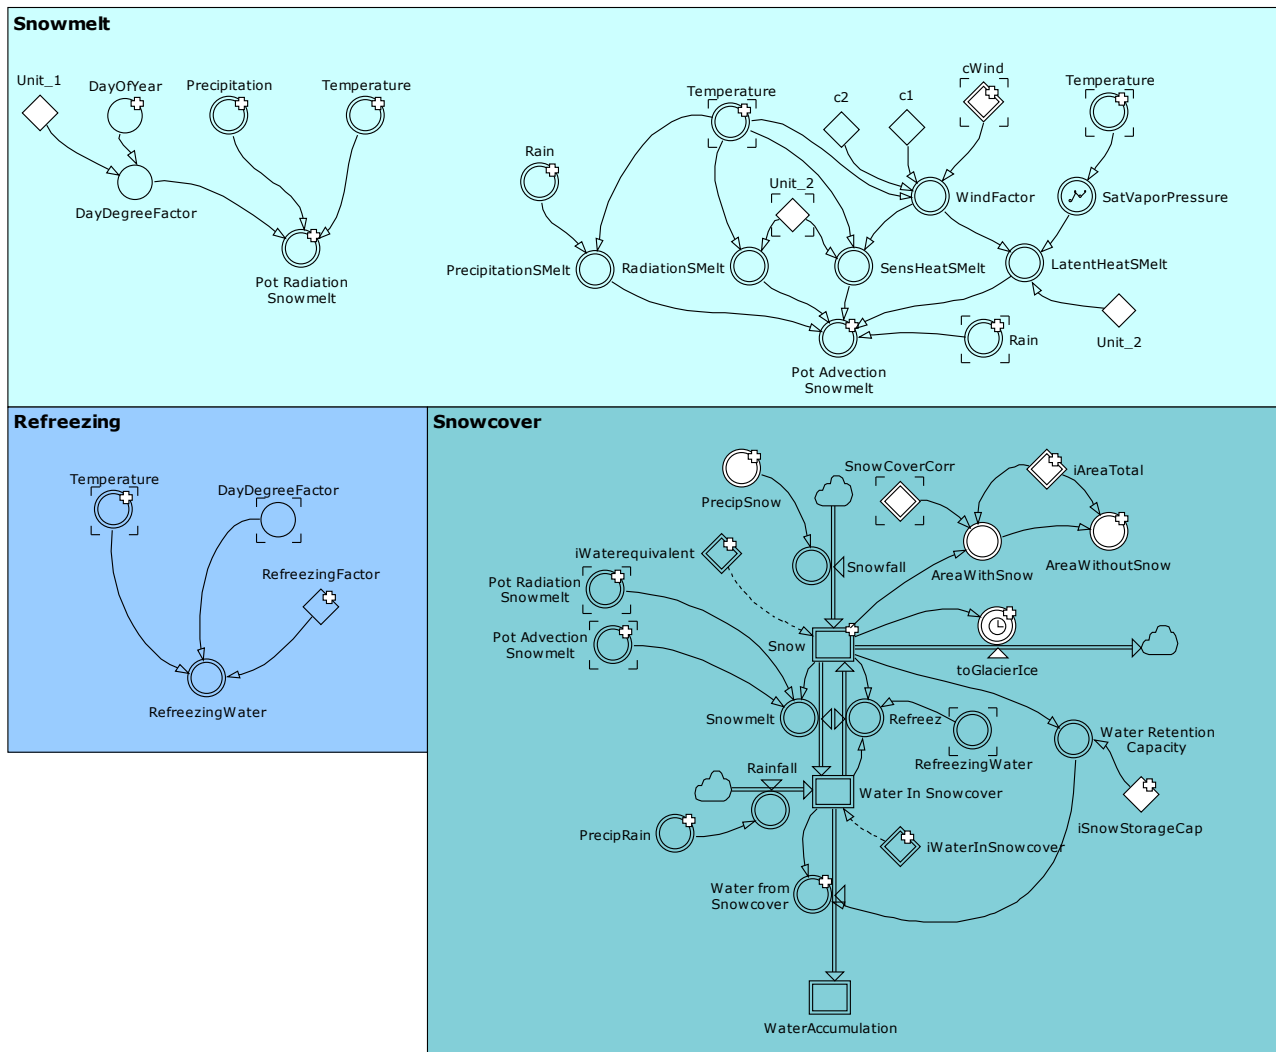 Snowmelt
Unit_1
DayOfYear
Precipitation
Temperature
DayDegreeFactor
Pot Radiation
Snowmelt
Temperature
c2
c1
cWind
Temperature
Rain
Unit_2
WindFactor
SatVaporPressure
PrecipitationSMelt
RadiationSMelt
SensHeatSMelt
LatentHeatSMelt
Rain
Unit_2
Pot Advection
Snowmelt
Refreezing
Temperature
DayDegreeFactor
RefreezingFactor
RefreezingWater
Snowcover
PrecipSnow
SnowCoverCorr
iAreaTotal
iWaterequivalent
Snowfall
AreaWithSnow
AreaWithoutSnow
Pot Radiation
Snowmelt
Pot Advection
Snowmelt
Snow
toGlacierIce
Snowmelt
Refreez
RefreezingWater
Water Retention
Capacity
Rainfall
Water In Snowcover
PrecipRain
iWaterInSnowcover
iSnowStorageCap
Water from
Snowcover
WaterAccumulation